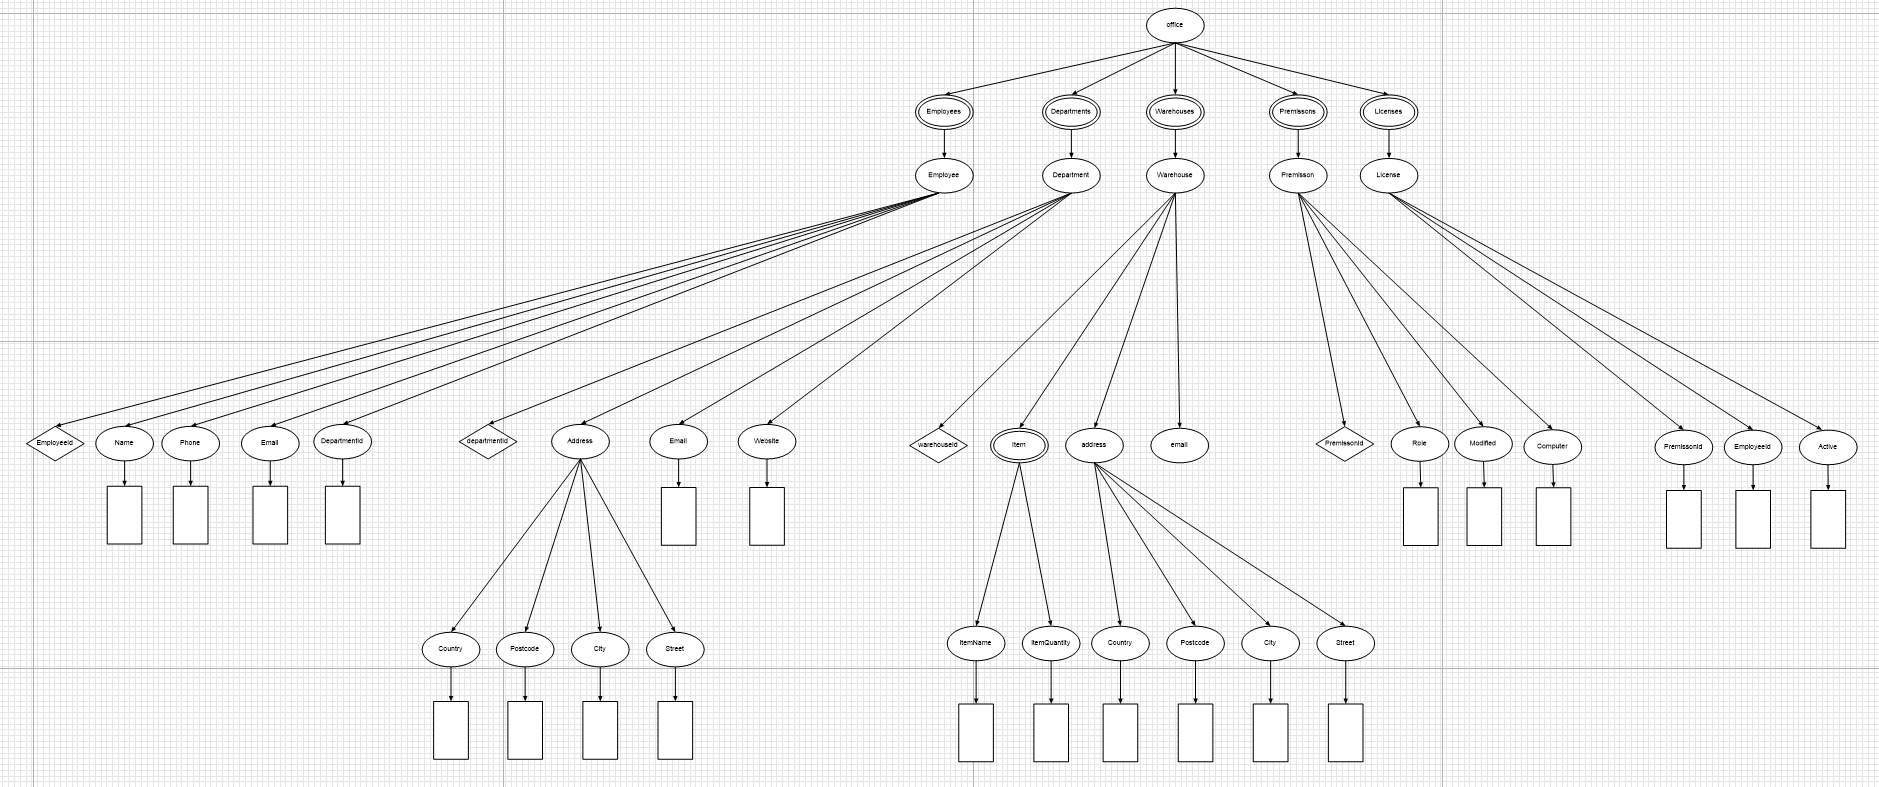 office
Employees
Departments
Warehouses
Premissons
Licenses
Employee
Department
Warehouse
Premisson
License
EmployeeId
Name
Phone
Email
DepartmentId
departmentId
Address
Email
Website
warehouseId
Item
address
email
PremissonId
Role
Modified
Computer
PremissonId
EmployeeId
Active
Country
Postcode
City
Street
ItemName
ItemQuantity
Country
Postcode
City
Street